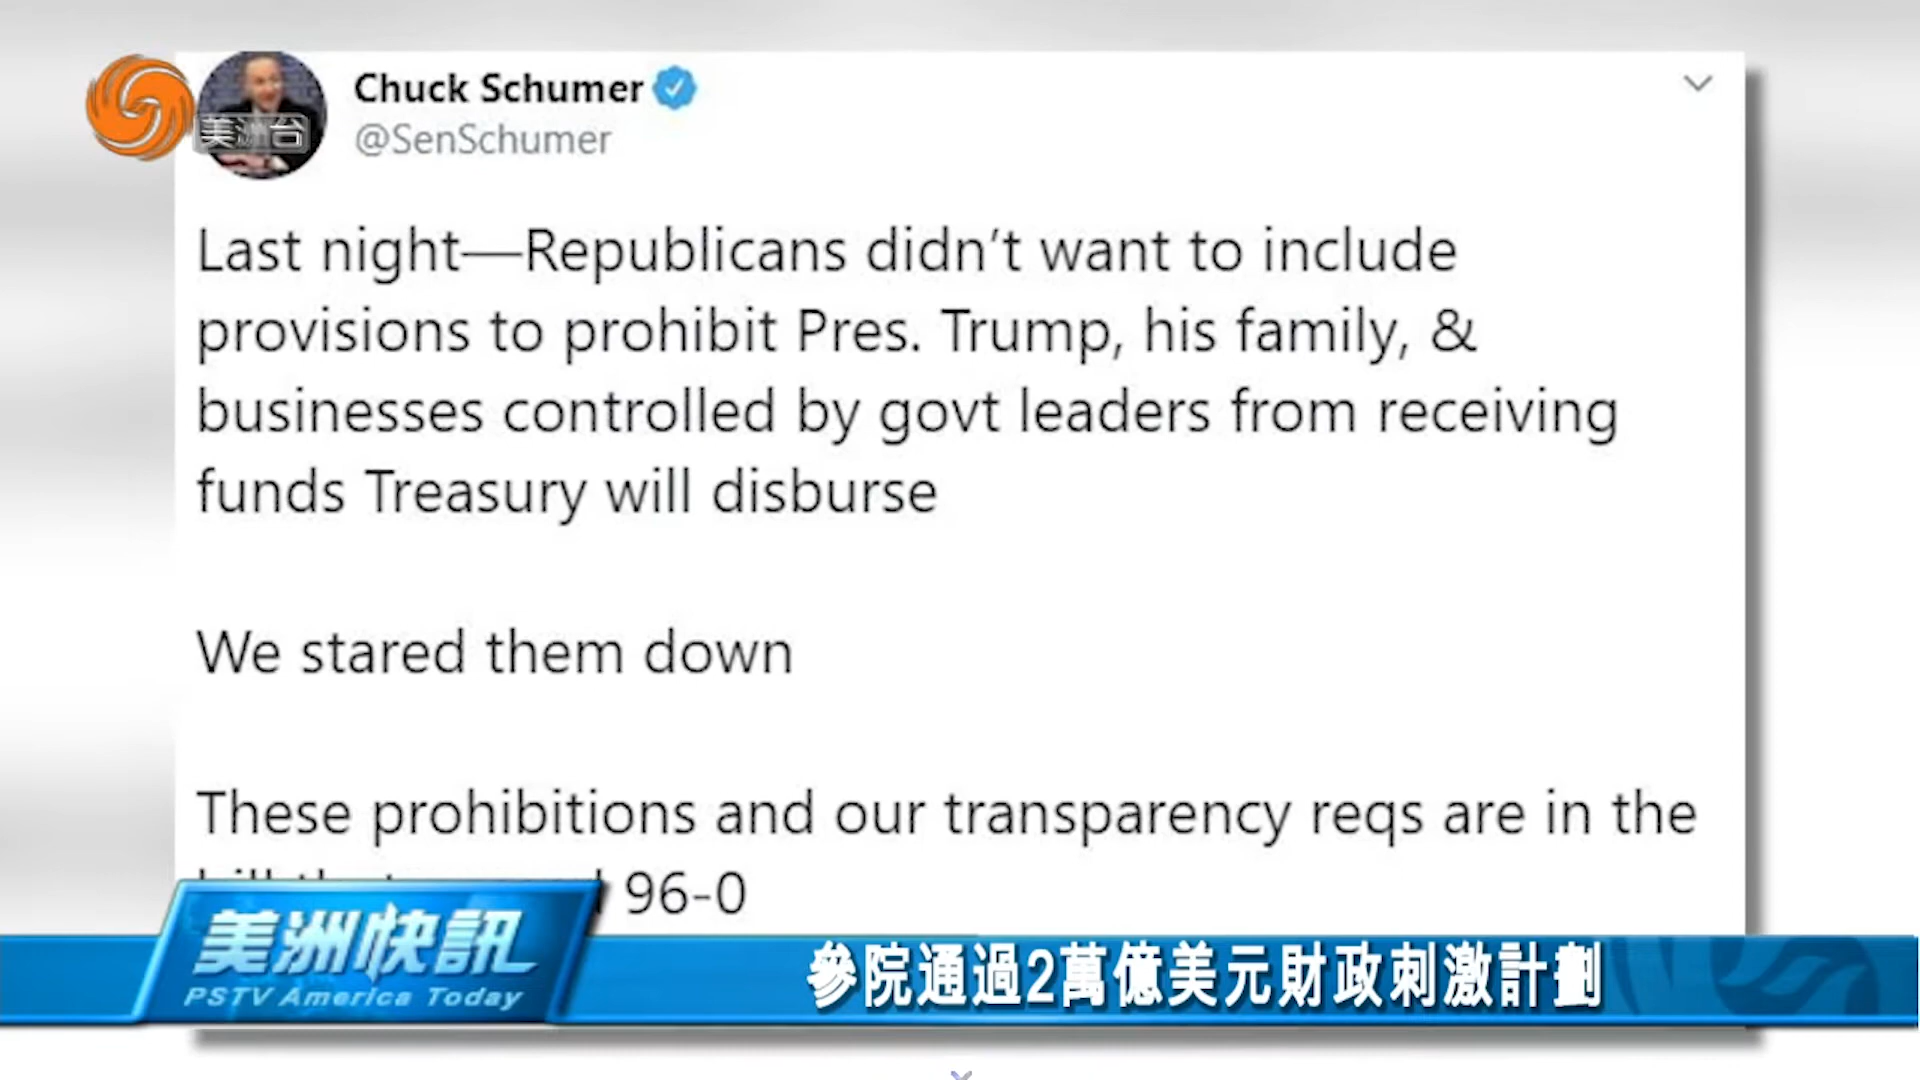 美洲台
Chuck Schumer
@SenSchumer
Last night—Republicans didn't want to include
provisions to prohibit Pres. Trump, his family, &
businesses controlled by govt leaders from receiving
funds Treasury will disburse
We stared them down
These prohibitions and our transparency reqs are in the
96-0
美洲快訊
PSTV America Today
參院通過2萬億美元財政刺激計劃